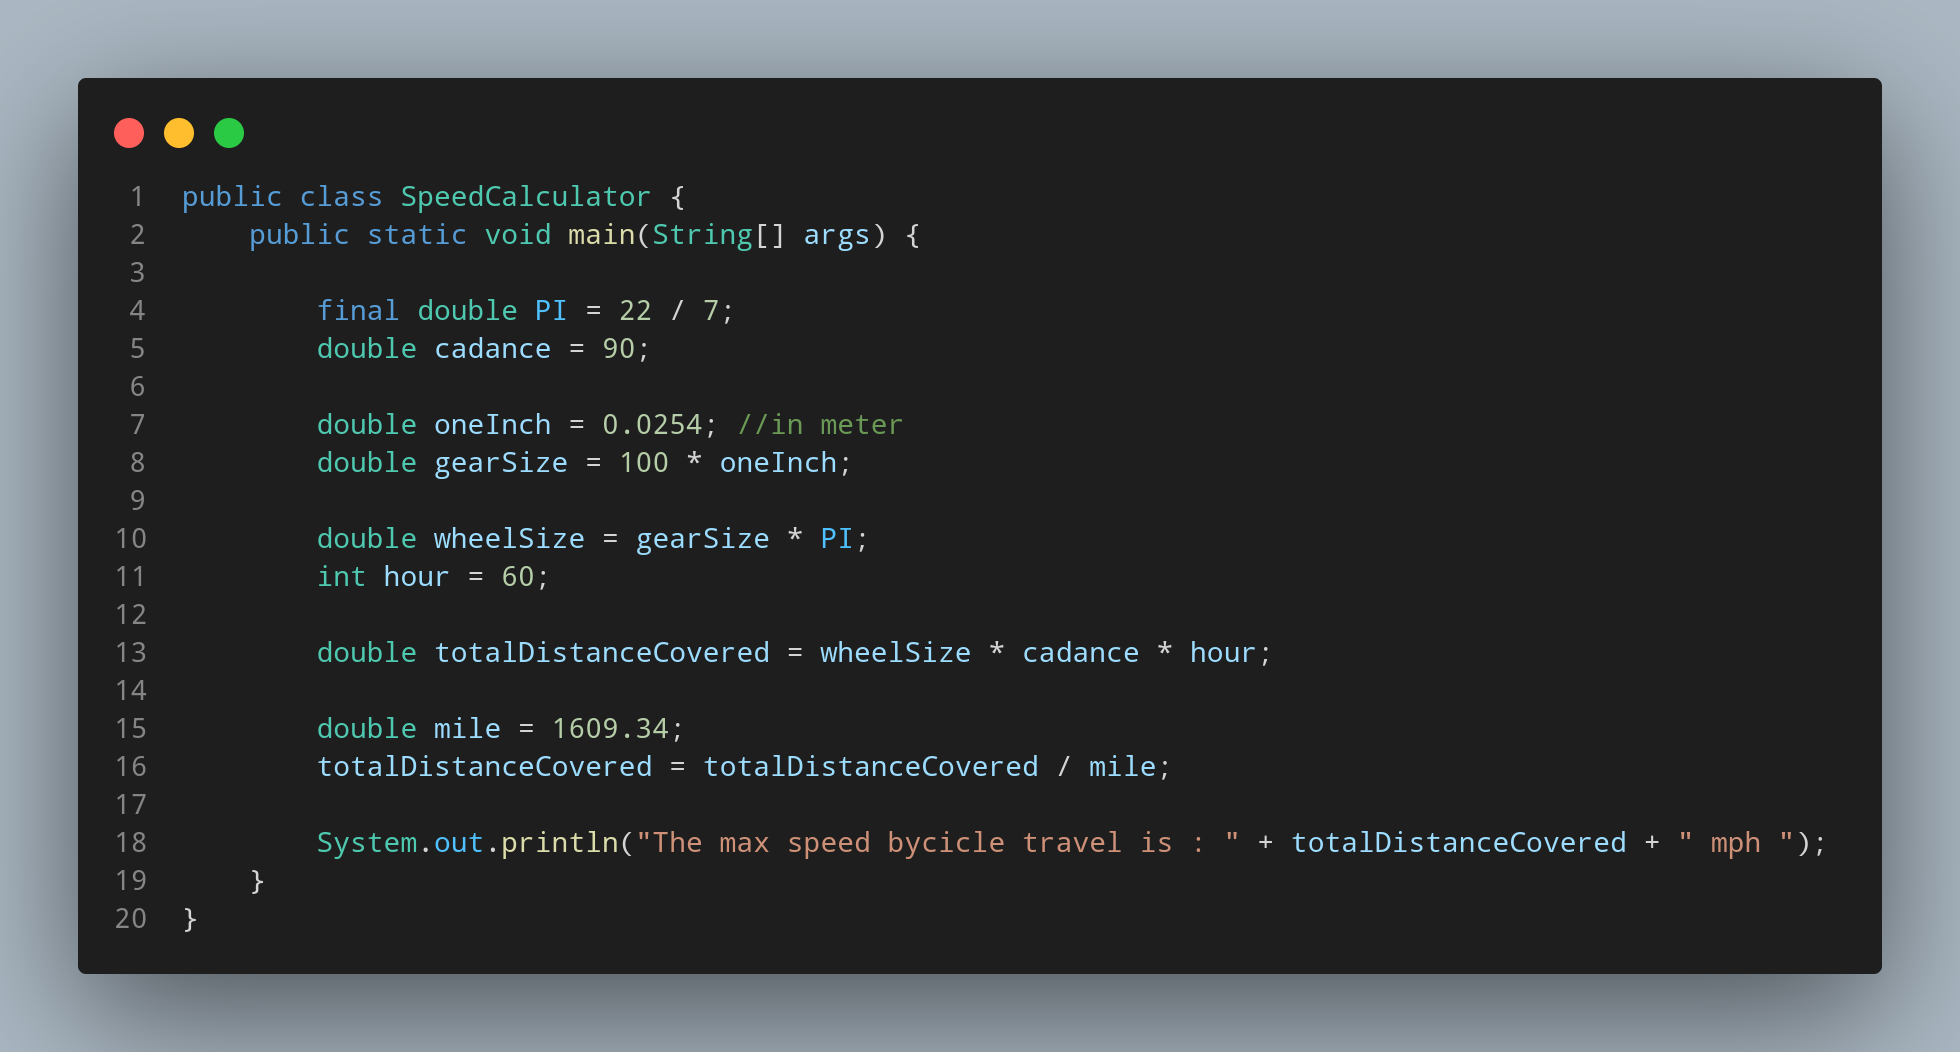 1 public class SpeedCalculator {
2     public static void main(String[] args) {
3
4         final double PI = 22 / 7;
5         double cadance = 90;
6
7         double oneInch = 0.0254; //in meter
8         double gearSize = 100 * oneInch;
9
10         double wheelSize = gearSize * PI;
11         int hour = 60;
12
13         double totalDistanceCovered = wheelSize * cadance * hour;
14
15         double mile = 1609.34;
16         totalDistanceCovered = totalDistanceCovered / mile;
17
18         System.out.println("The max speed bycicle travel is : " + totalDistanceCovered + " mph ");
19     }
20 }